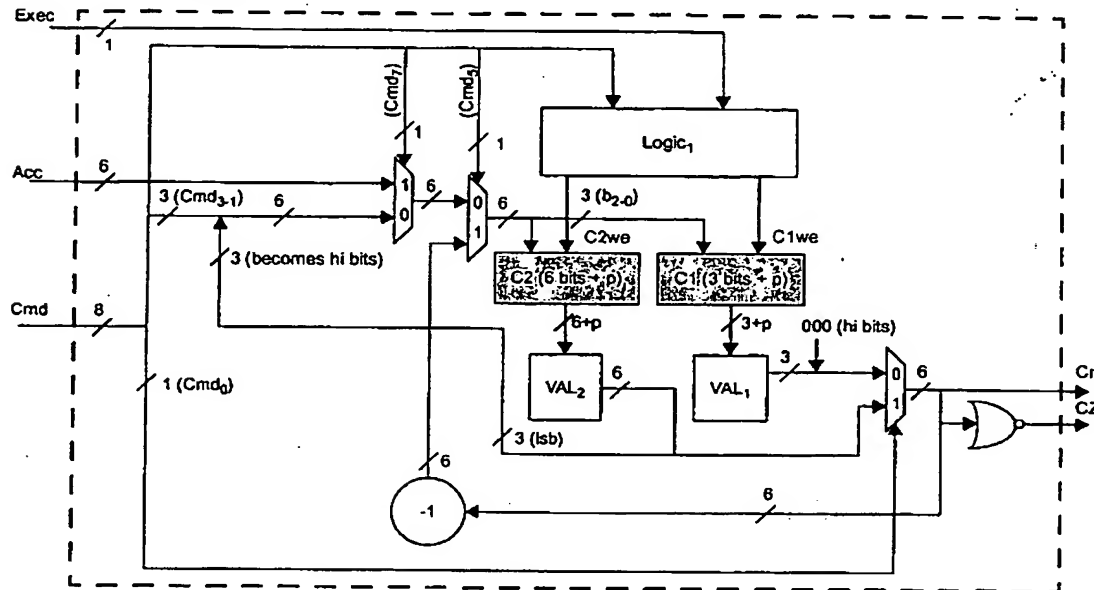 Exec
1
(Cmd₇)
(Cmd₅)
1
1
Logic₁
Acc
6
1
0
6
0
1
6
3 (b₂₋₀)
3 (Cmd₃₋₁)
6
C2we
C1we
3 (becomes hi bits)
C2 (6 bits + p)
C1 (3 bits + p)
Cmd
8
6+p
3+p
000 (hi bits)
1 (Cmd₀)
VAL₂
6
VAL₁
3
0
1
6
Cn
CZ
3 (lsb)
6
-1
6